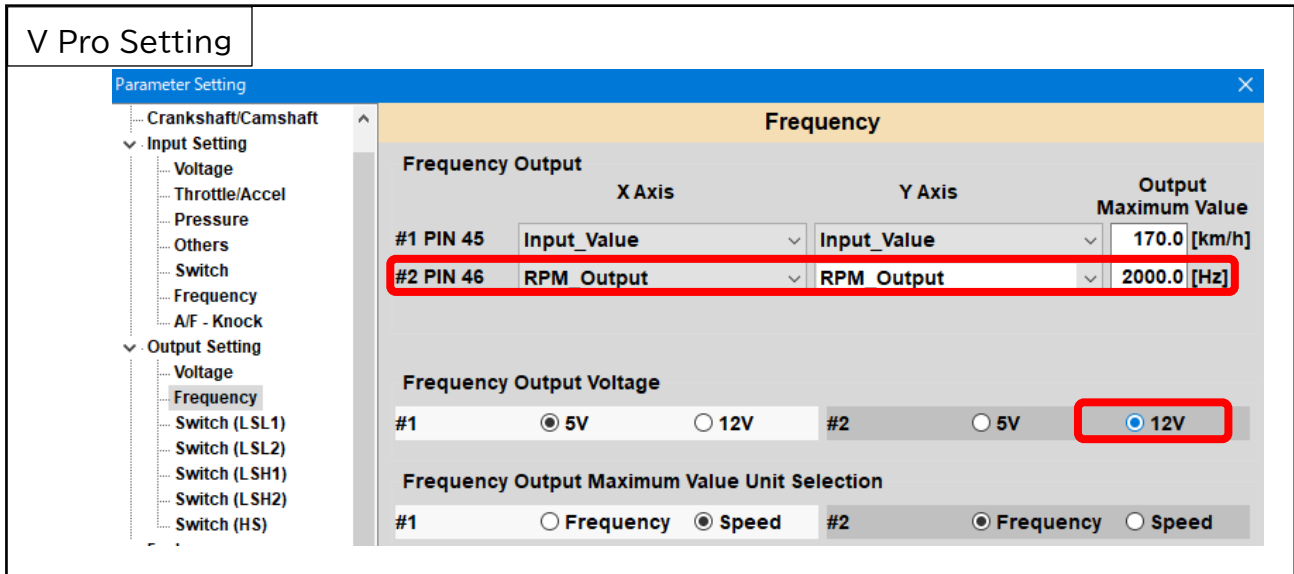 V Pro Setting
Parameter Setting
Crankshaft/Camshaft
Input Setting
Voltage
Throttle/Accel
Pressure
Others
Switch
Frequency
A/F - Knock
Output Setting
Voltage
Frequency
Switch (LSL1)
Switch (LSL2)
Switch (LSH1)
Switch (LSH2)
Switch (HS)
Frequency
Frequency Output
X Axis Y Axis Output
Maximum Value
#1 PIN 45 Input_Value Input_Value 170.0 [km/h]
#2 PIN 46 RPM_Output RPM_Output 2000.0 [Hz]
Frequency Output Voltage
#1 5V 12V #2 5V 12V
Frequency Output Maximum Value Unit Selection
#1 Frequency Speed #2 Frequency Speed